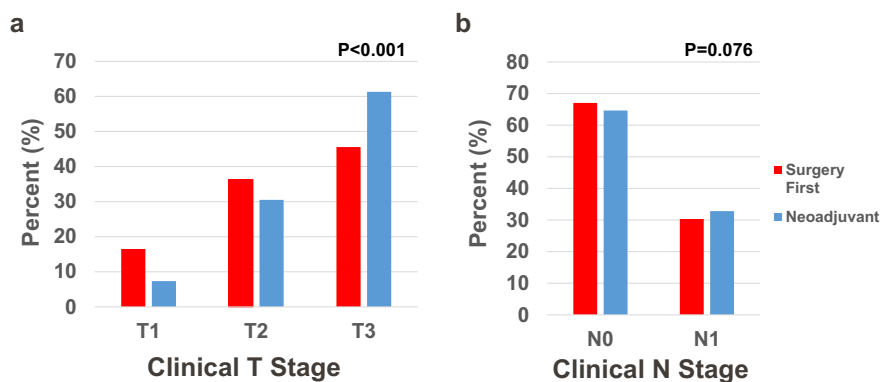 a
P<0.001
Percent (%)
70
60
50
40
30
20
10
0
T1 T2 T3
Clinical T Stage
b
P=0.076
Percent (%)
80
70
60
50
40
30
20
10
0
N0 N1
Clinical N Stage
Surgery
First
Neoadjuvant